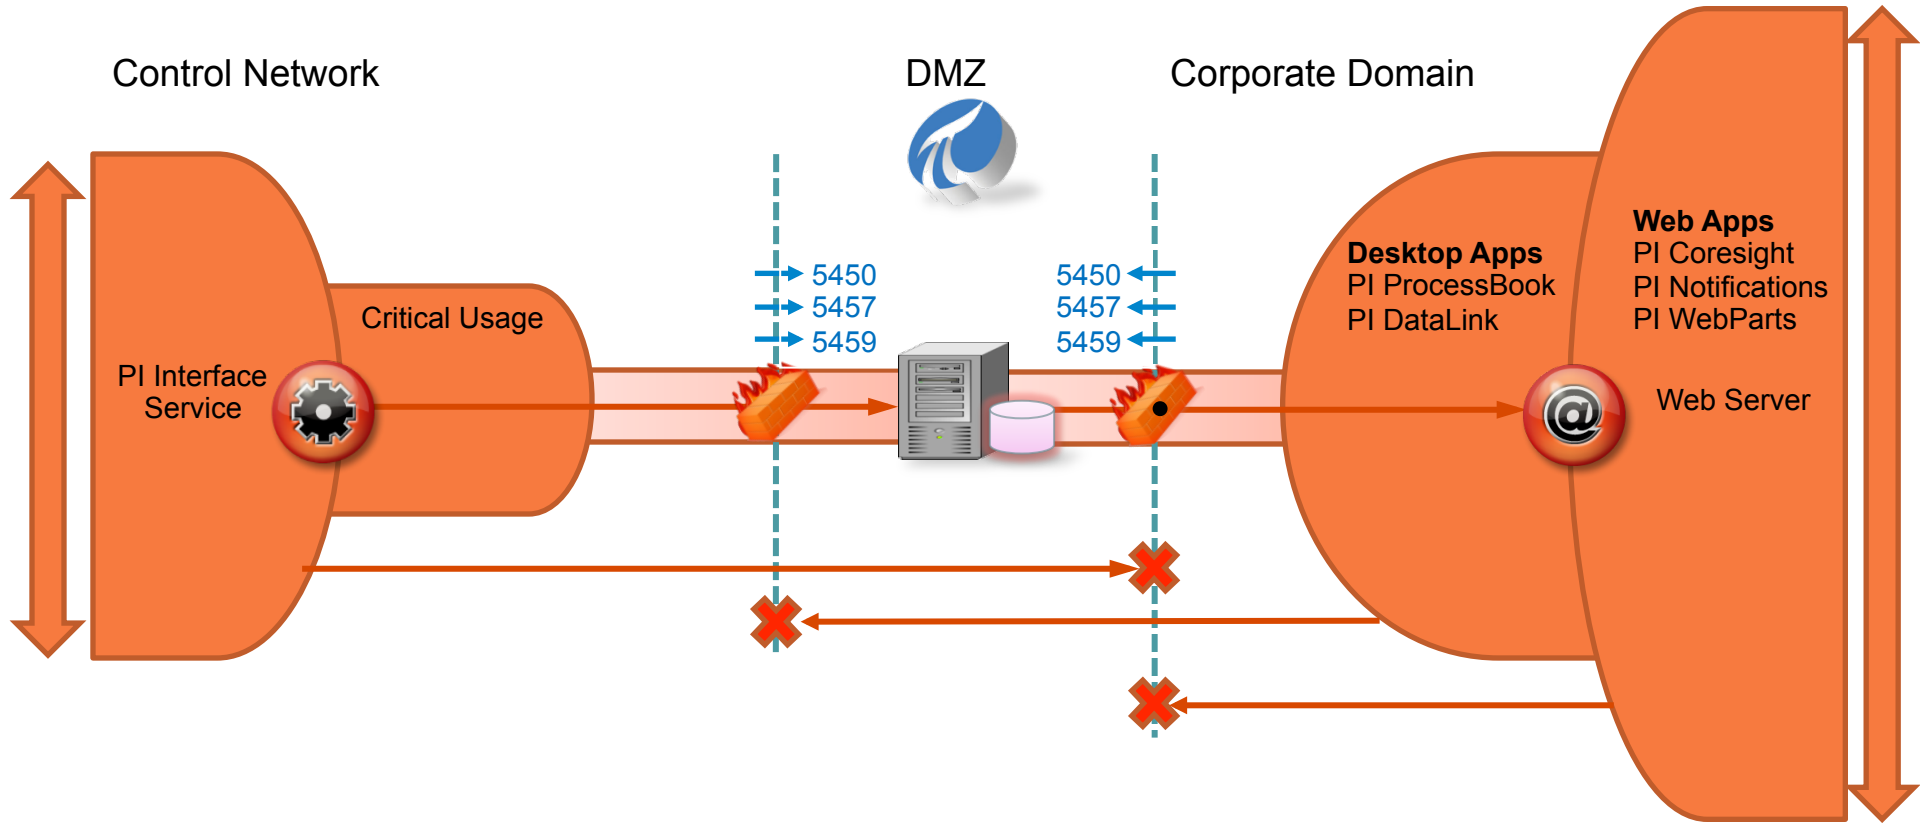 Control Network
DMZ
Corporate Domain
5450
5457
5459
5450
5457
5459
Critical Usage
PI Interface
Service
Desktop Apps
PI ProcessBook
PI DataLink
Web Apps
PI Coresight
PI Notifications
PI WebParts
@
Web Server